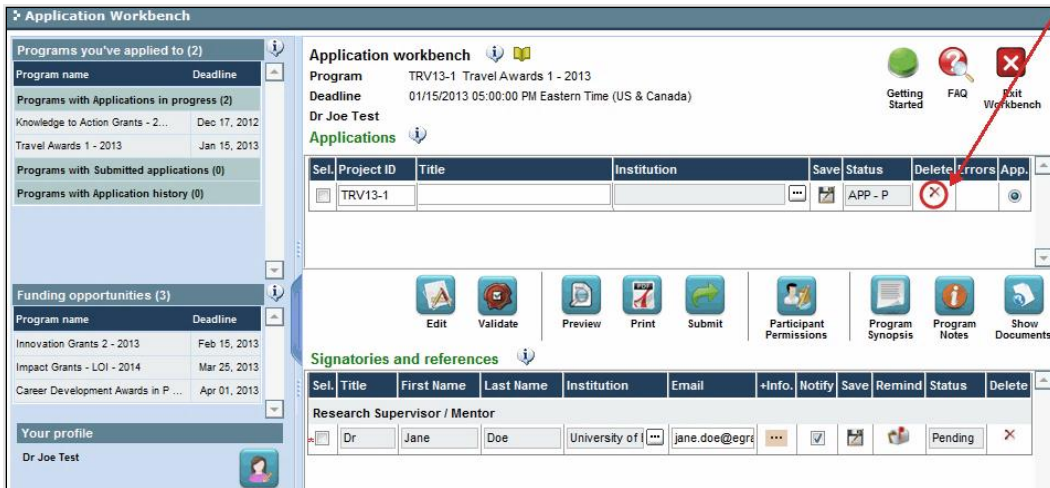 Application Workbench
Programs you've applied to (2)
Program name Deadline
Programs with Applications in progress (2)
Knowledge to Action Grants - 2... Dec 17, 2012
Travel Awards 1 - 2013 Jan 15, 2013
Programs with Submitted applications (0)
Programs with Application history (0)
Funding opportunities (3)
Program name Deadline
Innovation Grants 2 - 2013 Feb 15, 2013
Impact Grants - LOI - 2014 Mar 25, 2013
Career Development Awards in P ... Apr 01, 2013
Your profile
Dr Joe Test
Application workbench
Program TRV13-1 Travel Awards 1 - 2013
Deadline 01/15/2013 05:00:00 PM Eastern Time (US & Canada)
Dr Joe Test
Getting Started FAQ Exit Workbench
Applications
Sel. Project ID Title Institution Save Status Delete Errors App.
TRV13-1 ... APP - P
Edit Validate Preview Print Submit Participant Permissions Program Synopsis Program Notes Show Documents
Signatories and references
Sel. Title First Name Last Name Institution Email +Info. Notify Save Remind Status Delete
Research Supervisor / Mentor
Dr Jane Doe University of ... jane.doe@egra ... Pending